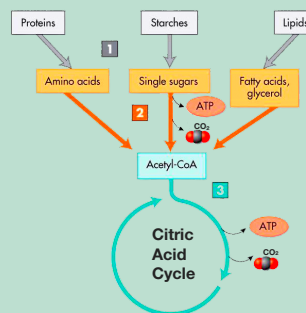 Proteins
Starches
Lipids
1
Amino acids
Single sugars
Fatty acids,
glycerol
2
ATP
CO₂
Acetyl-CoA
3
Citric
Acid
Cycle
ATP
CO₂